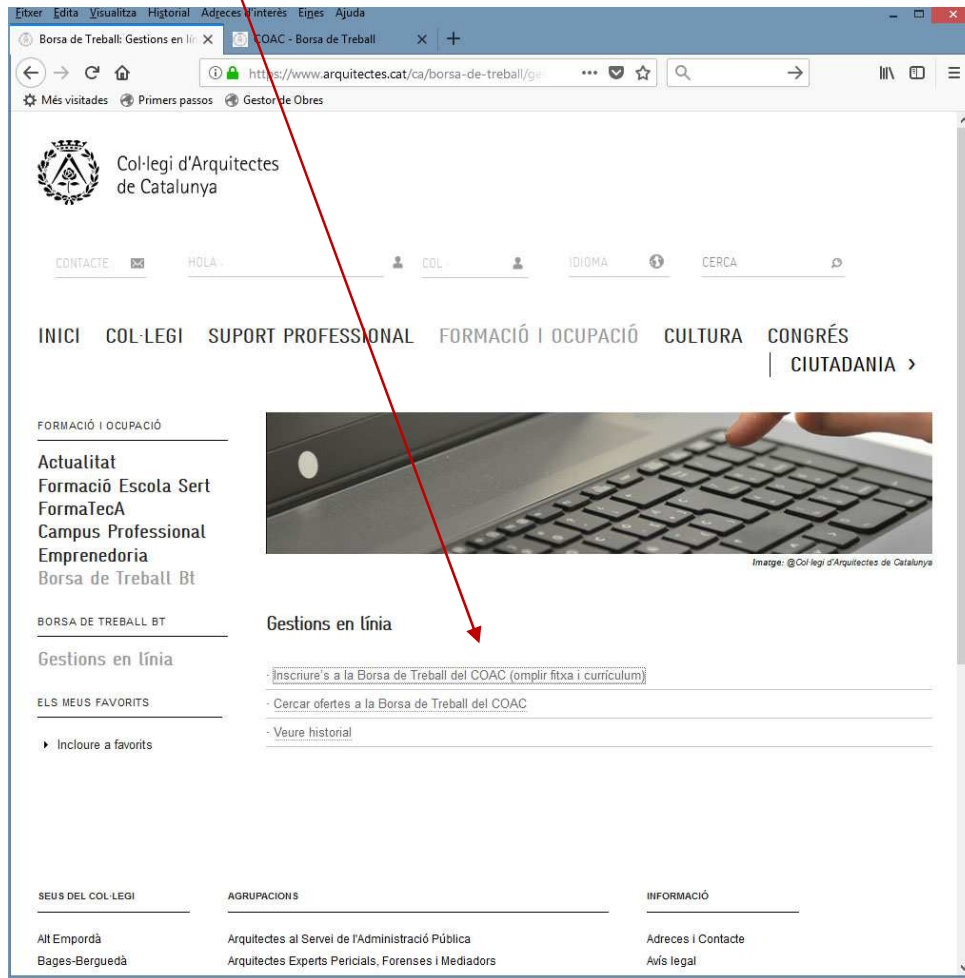 Fitxer Edita Visualitza Historial Adreces d'interès Eines Ajuda
Borsa de Treball: Gestions en lín
COAC - Borsa de Treball
https://www.arquitectes.cat/ca/borsa-de-treball/ge
Més visitades Primers passos Gestor de Obres
Col·legi d'Arquitectes
de Catalunya
CONTACTE HOLA COL IDIOMA CERCA
INICI COL·LEGI SUPORT PROFESSIONAL FORMACIÓ I OCUPACIÓ CULTURA CONGRÉS
CIUTADANIA >
FORMACIÓ I OCUPACIÓ
Actualitat
Formació Escola Sert
FormaTecA
Campus Professional
Emprenedoria
Borsa de Treball Bt
Imatge: @Col·legi d'Arquitectes de Catalunya
BORSA DE TREBALL BT
Gestions en línia
ELS MEUS FAVORITS
Incloure a favorits
Gestions en línia
· Inscriure's a la Borsa de Treball del COAC (omplir fitxa i currículum)
· Cercar ofertes a la Borsa de Treball del COAC
· Veure historial
SEUS DEL COL·LEGI AGRUPACIONS INFORMACIÓ
Alt Empordà Arquitectes al Servei de l'Administració Pública Adreces i Contacte
Bages-Berguedà Arquitectes Experts Pericials, Forenses i Mediadors Avís legal